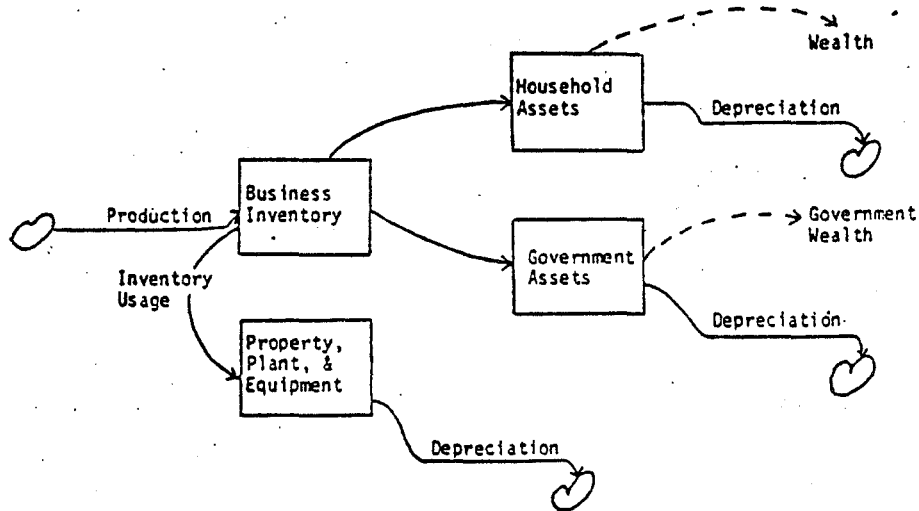 Wealth
Household
Assets
Depreciation
Business
Inventory
Production
Government
Wealth
Government
Assets
Inventory
Usage
Depreciation
Property,
Plant, &
Equipment
Depreciation